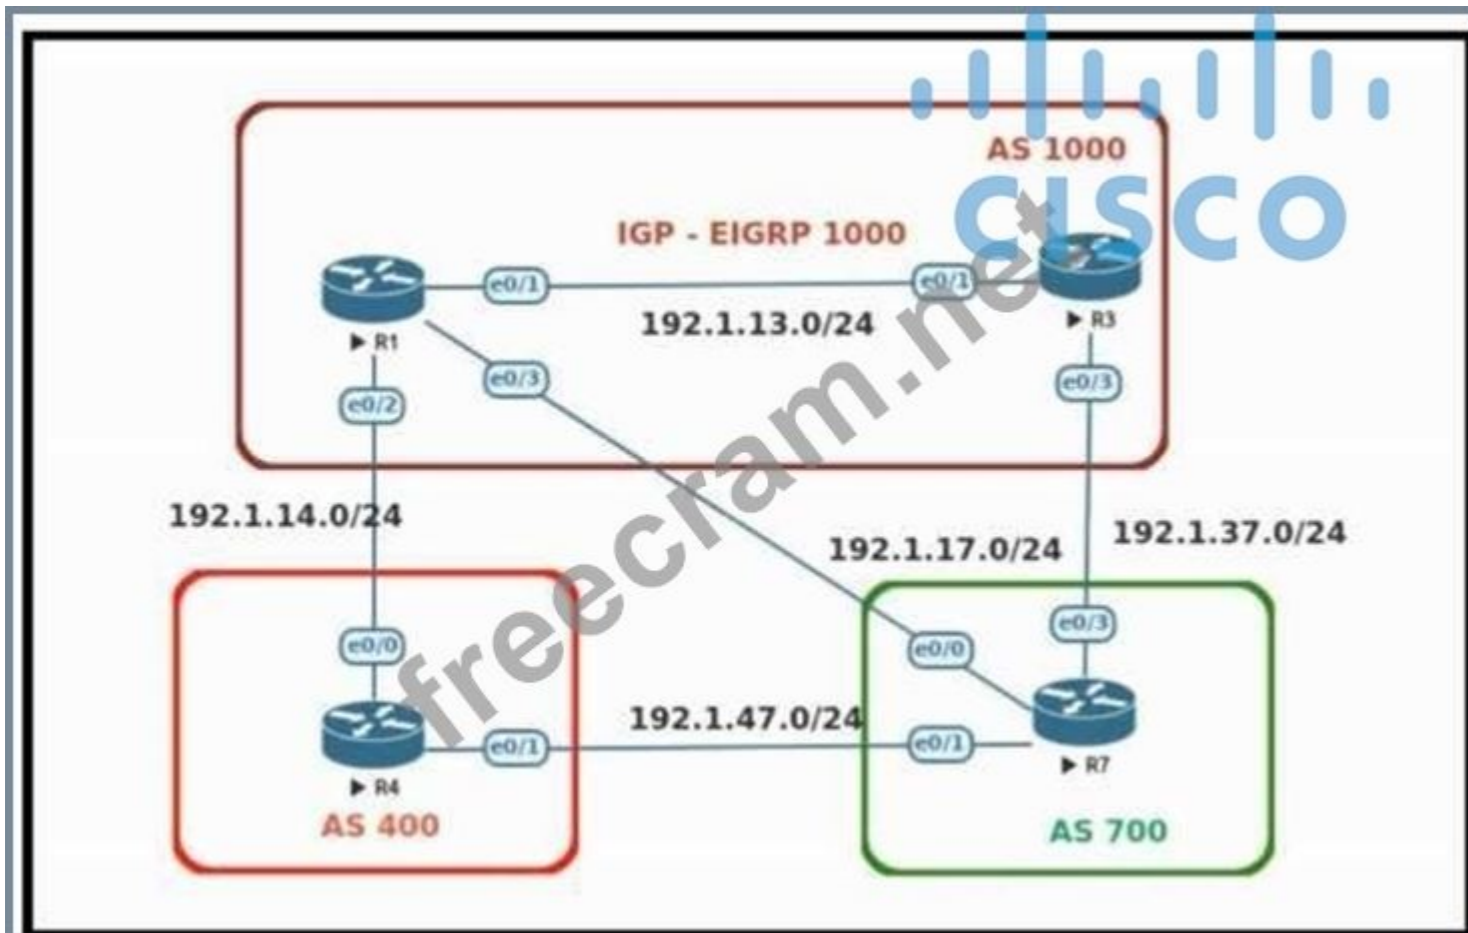 CISCO
AS 1000
IGP - EIGRP 1000
e0/1
e0/1
192.1.13.0/24
R1
R3
e0/3
e0/3
e0/2
192.1.14.0/24
192.1.17.0/24
192.1.37.0/24
e0/3
e0/0
e0/0
192.1.47.0/24
e0/1
e0/1
R4
R7
AS 400
AS 700
freecram.net